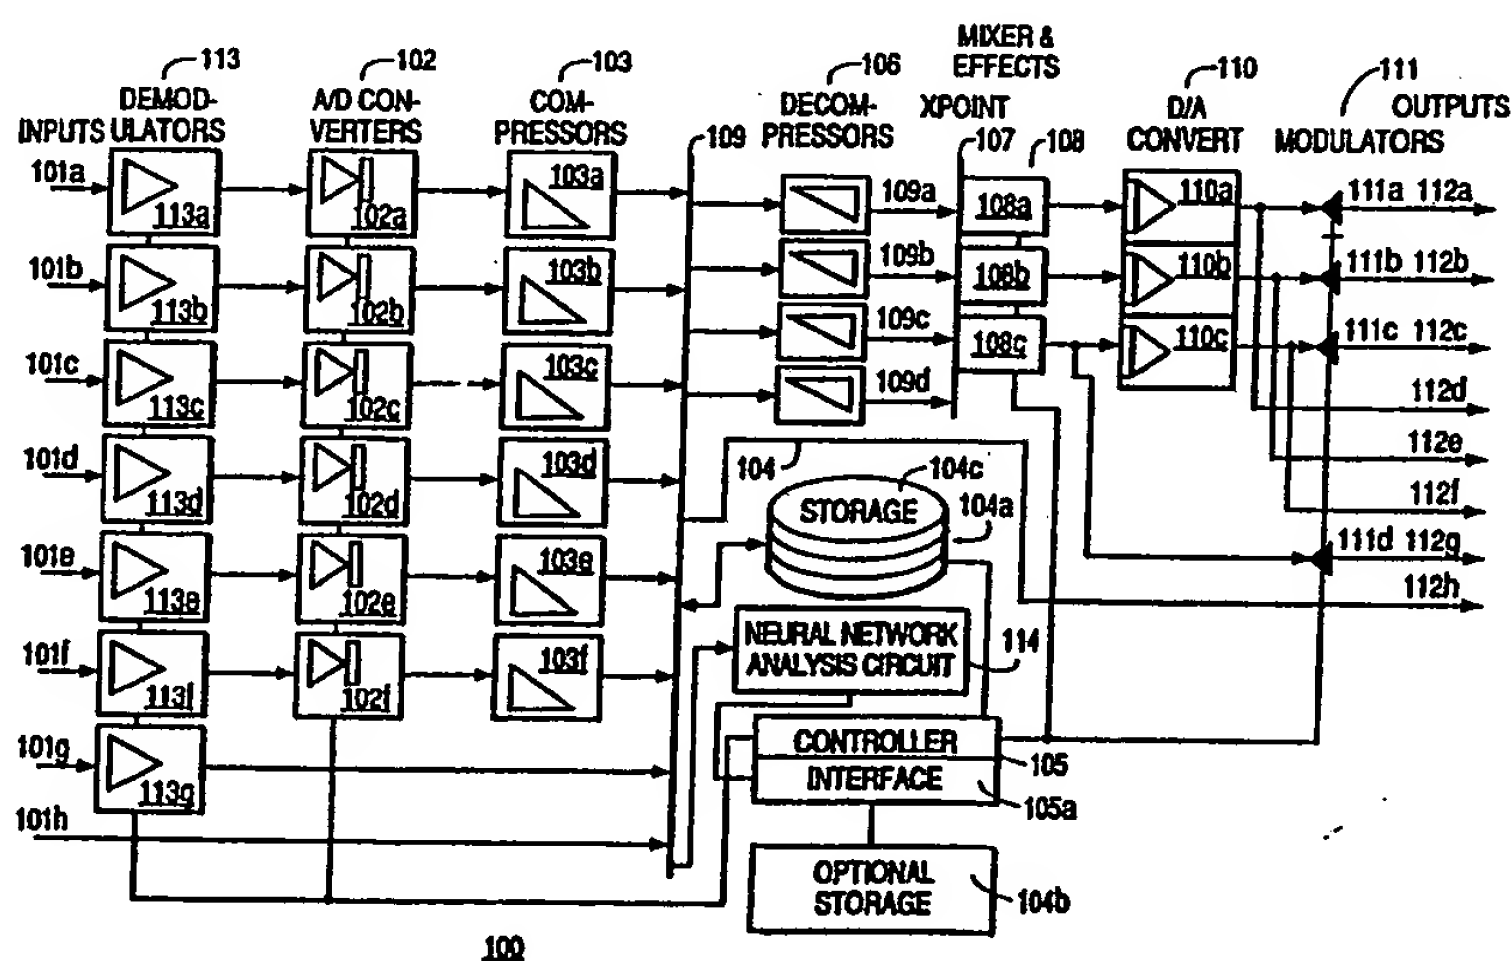 MIXER &
113
102
103
106
EFFECTS
110
111
DEMOD-
A/D CON-
COM-
DECOM-
XPOINT
D/A
OUTPUTS
INPUTS
ULATORS
VERTERS
PRESSORS
109
PRESSORS
107
108
CONVERT
MODULATORS
101a
113a
102a
103a
109a
108a
110a
111a
112a
101b
113b
102b
103b
109b
108b
110b
111b
112b
101c
113c
102c
103c
109c
108c
110c
111c
112c
109d
112d
101d
113d
102d
103d
104
104c
112e
STORAGE
104a
112f
101e
113e
102e
103e
111d
112g
112h
101f
113f
102f
103f
NEURAL NETWORK
ANALYSIS CIRCUIT
114
101g
113g
CONTROLLER
105
INTERFACE
105a
101h
OPTIONAL
STORAGE
104b
100